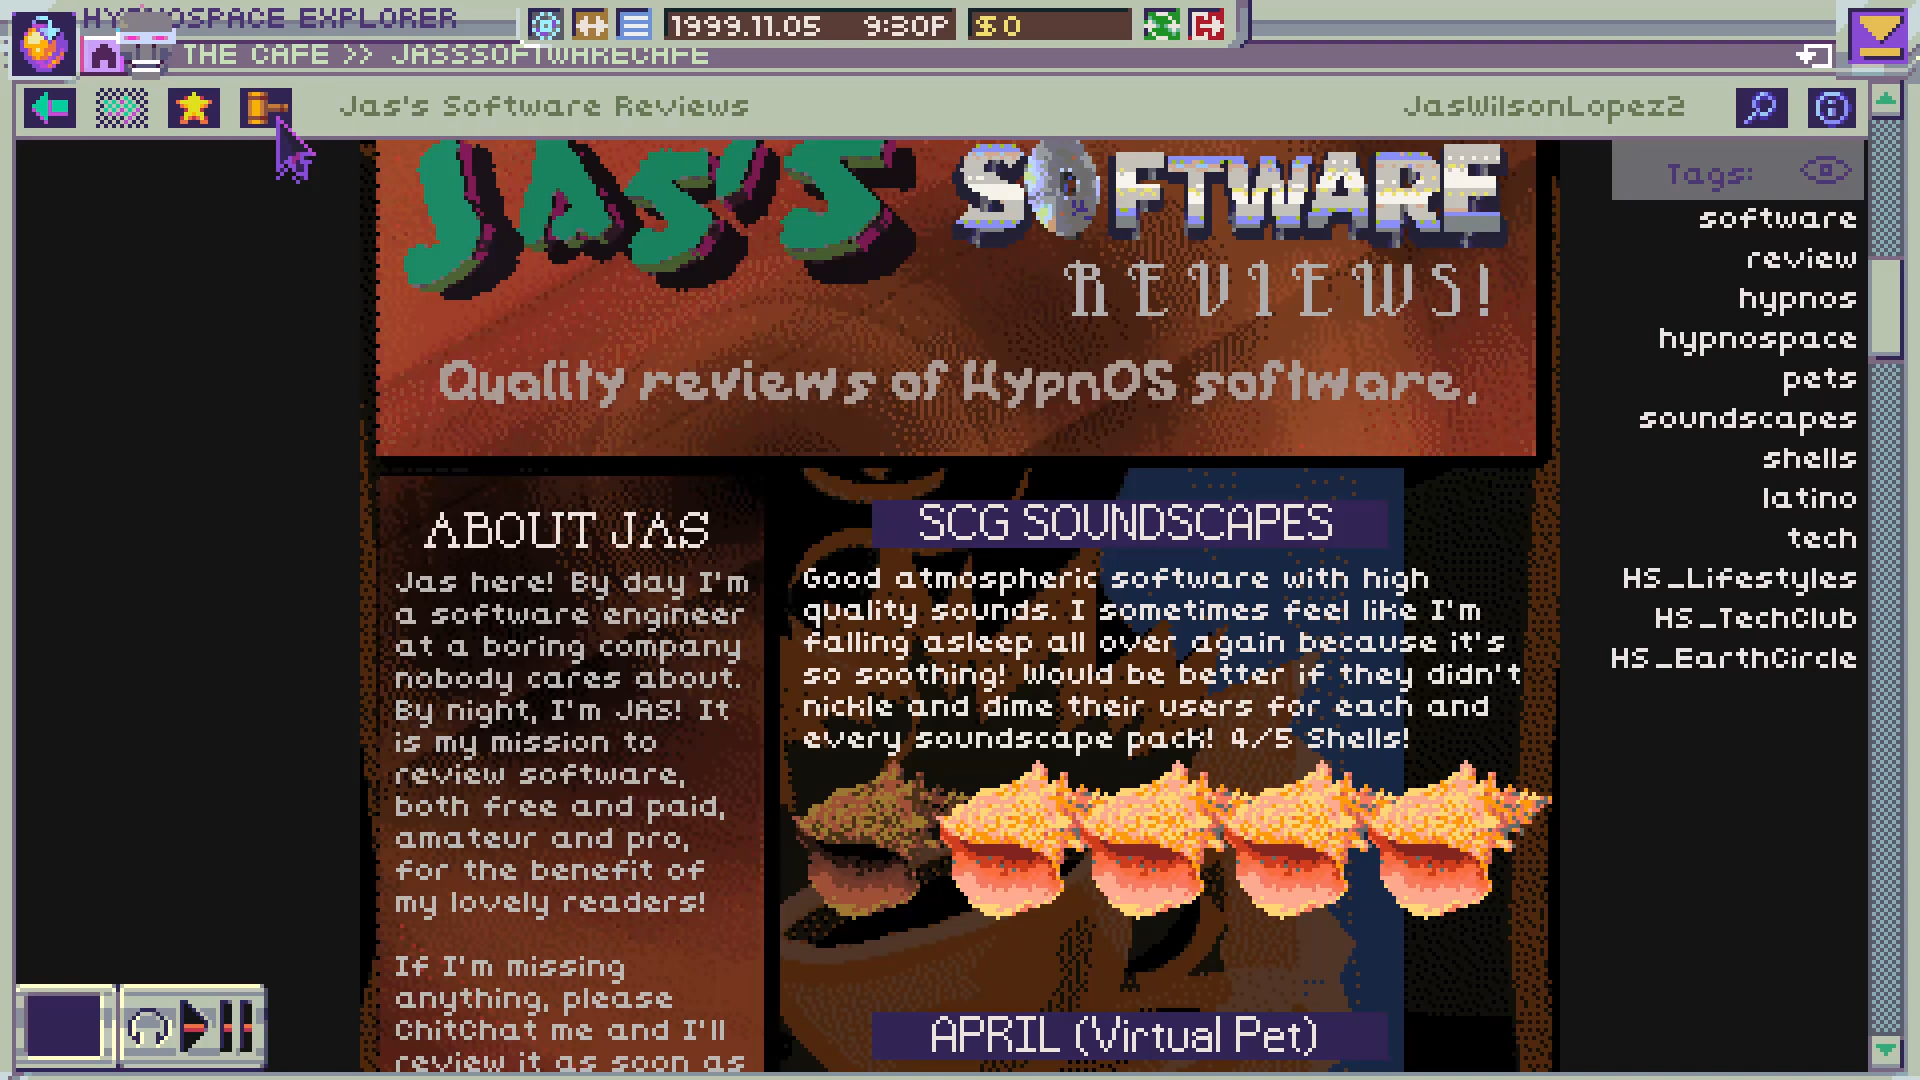 HYPNOSPACE EXPLORER
1999.11.05 9:30P $0
THE CAFE >> JASSSOFTWARECAFE
Jas's Software Reviews
JasWilsonLopez2
JAS'S SOFTWARE
REVIEWS!
Quality reviews of HypnOS software,
Tags:
software
review
hypnos
hypnospace
pets
soundscapes
shells
latino
tech
HS_Lifestyles
HS_TechClub
HS_EarthCircle
ABOUT JAS
Jas here! By day I'm
a software engineer
at a boring company
nobody cares about.
By night, I'm JAS! It
is my mission to
review software,
both free and paid,
amateur and pro,
for the benefit of
my lovely readers!
If I'm missing
anything, please
ChitChat me and I'll
review it as soon as
SCG SOUNDSCAPES
Good atmospheric software with high
quality sounds. I sometimes feel like I'm
falling asleep all over again because it's
so soothing! Would be better if they didn't
nickle and dime their users for each and
every soundscape pack! 4/5 Shells!
APRIL (Virtual Pet)